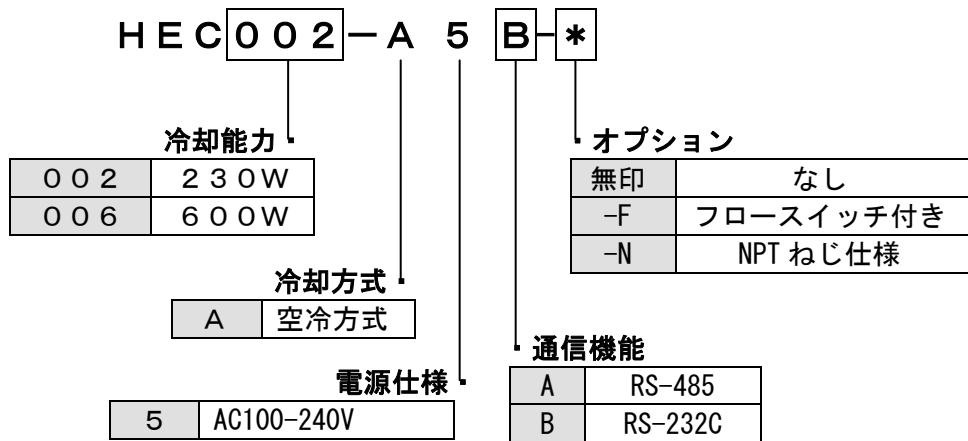 ＨＥＣ００２－Ａ５Ｂ-＊
冷却能力
００２ ２３０Ｗ
００６ ６００Ｗ
オプション
無印 なし
-F フロースイッチ付き
-N NPTねじ仕様
冷却方式
Ａ 空冷方式
通信機能
A RS-485
B RS-232C
電源仕様
5 AC100-240V